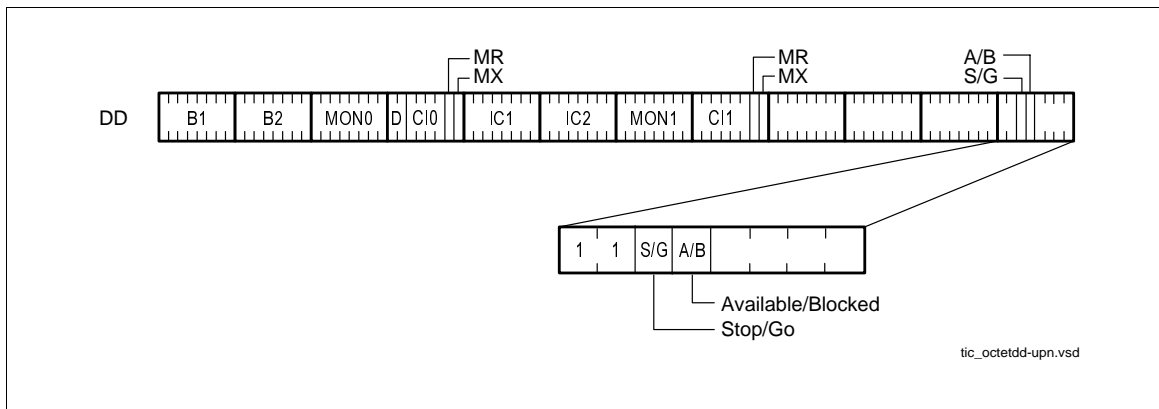 MR MR A/B
MX MX S/G
DD B1 B2 MON0 D CI0 IC1 IC2 MON1 CI1
1 1 S/G A/B
Available/Blocked
Stop/Go
tic_octetdd-upn.vsd